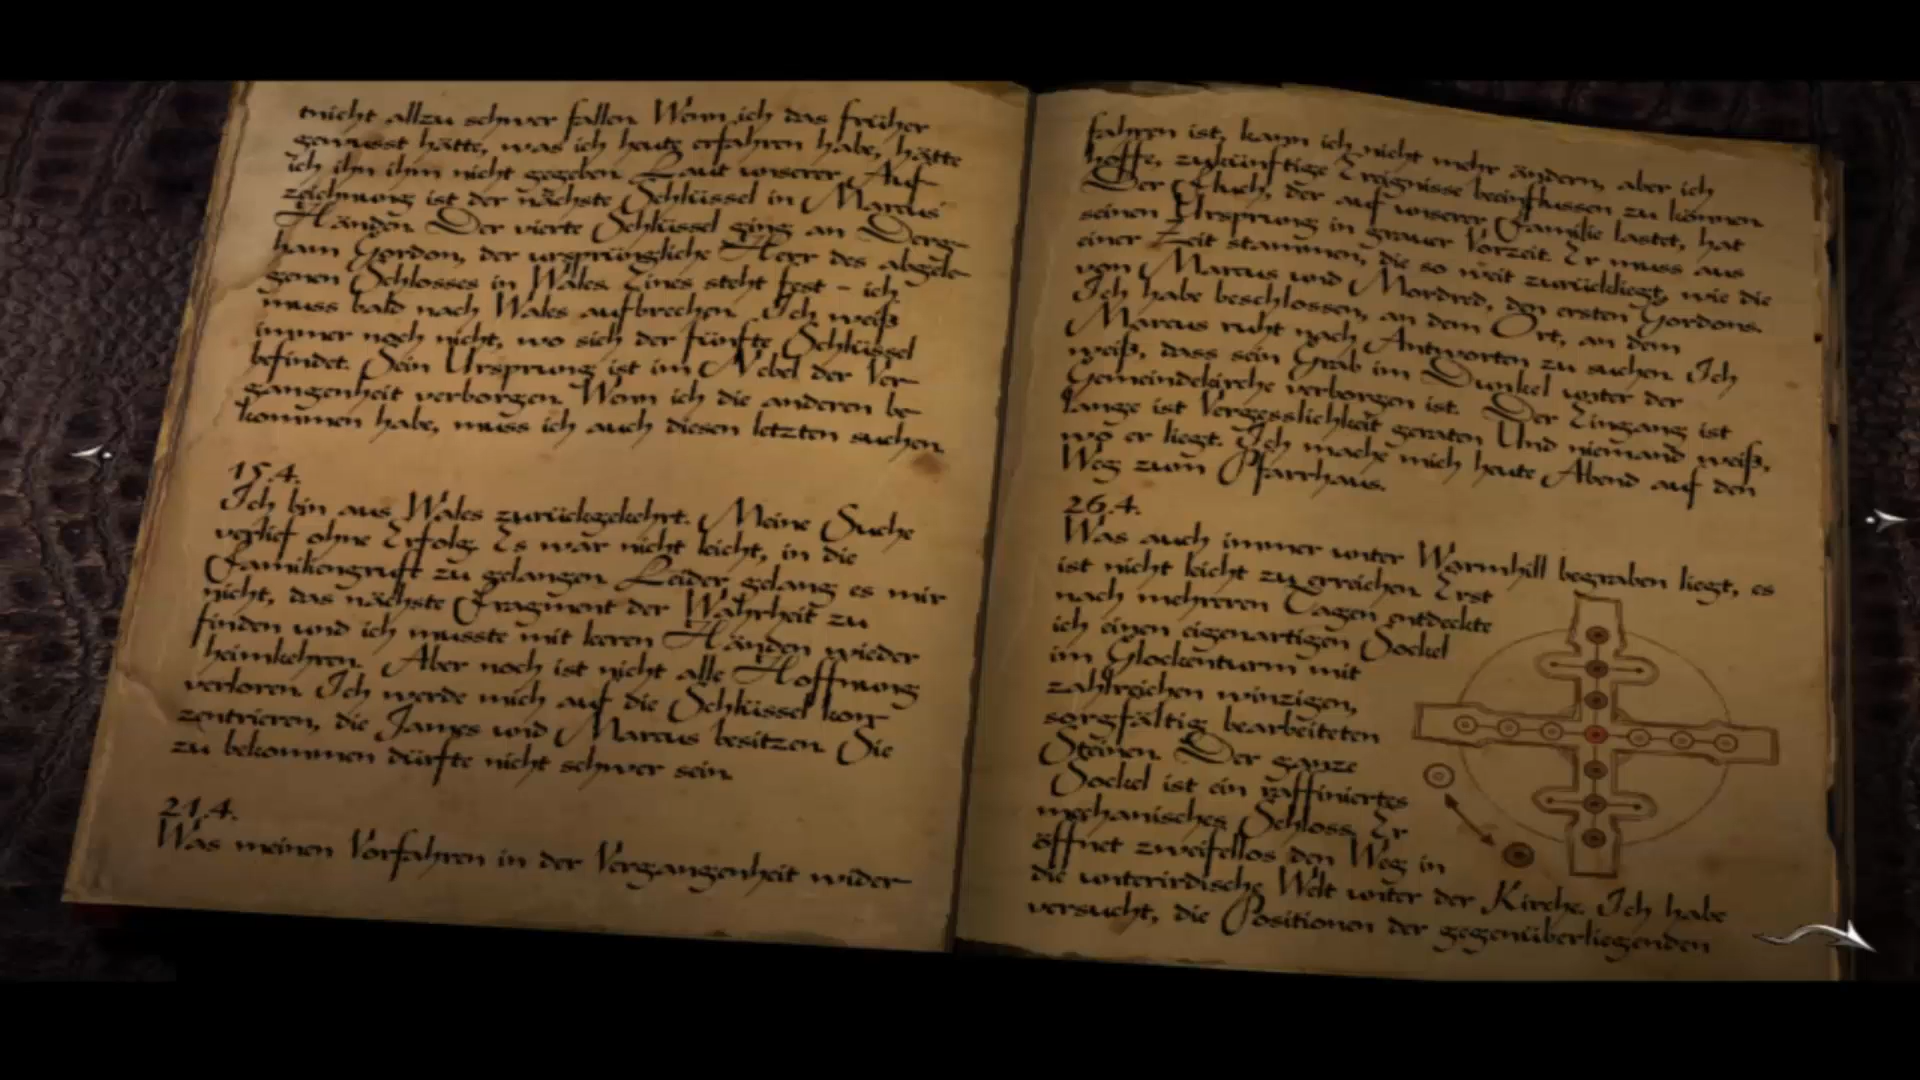 tnicht allzu schwer fallen. Wenn ich das früher
gewusst hätte, was ich heute erfahren habe, hätte
ich ihn ihm nicht gegeben. Laut unserer Auf-
zeichnung ist der nächste Schlüssel in Marcus'
Händen. Der vierte Schlüssel ging an Derg-
ham Gordon, der ursprüngliche Herr des abgele-
genen Schlosses in Wales. Eines steht fest - ich
muss bald nach Wales aufbrechen. Ich weiß
immer noch nicht, wo sich der fünfte Schlüssel
befindet. Sein Ursprung ist im Nebel der Ver-
gangenheit verborgen. Wenn ich die anderen be-
kommen habe, muss ich auch diesen letzten suchen.
15.4.
Ich bin aus Wales zurückgekehrt. Meine Suche
verlief ohne Erfolg. Es war nicht leicht, in die
Familiengruft zu gelangen. Leider gelang es mir
nicht, das nächste Fragment der Wahrheit zu
finden und ich musste mit leeren Händen wieder
heimkehren. Aber noch ist nicht alle Hoffnung
verloren. Ich werde mich auf die Schlüssel kon-
zentrieren, die James und Marcus besitzen. Sie
zu bekommen dürfte nicht schwer sein.
21.4.
Was meinen Vorfahren in der Vergangenheit wider-
fahren ist, kann ich nicht mehr ändern, aber ich
hoffe, zukünftige Ereignisse beeinflussen zu können.
Der Fluch, der auf unserer Familie lastet, hat
seinen Ursprung in grauer Vorzeit. Er muss aus
einer Zeit stammen, die so weit zurückliegt, wie die
von Marcus und Mordred, den ersten Gordons.
Ich habe beschlossen, an dem Ort, an dem
Marcus ruht nach Antworten zu suchen. Ich
weiß, dass sein Grab im Dunkel unter der
Gemeindekirche verborgen ist. Der Eingang ist
lange ist Vergesslichkeit geraten. Und niemand weiß,
wo er liegt. Ich mache mich heute Abend auf den
Weg zum Pfarrhaus.
26.4.
Was auch immer unter Warmhill begraben liegt, es
ist nicht leicht zu erreichen. Erst
nach mehreren Tagen entdeckte
ich einen eigenartigen Sockel
im Glockenturm mit
zahlreichen winzigen,
sorgfältig bearbeiteten
Steinen. Der ganze
Sockel ist ein raffiniertes
mechanisches Schloss. Er
öffnet zweifellos den Weg in
die unterirdische Welt unter der Kirche. Ich habe
versucht, die Positionen der gegenüberliegenden